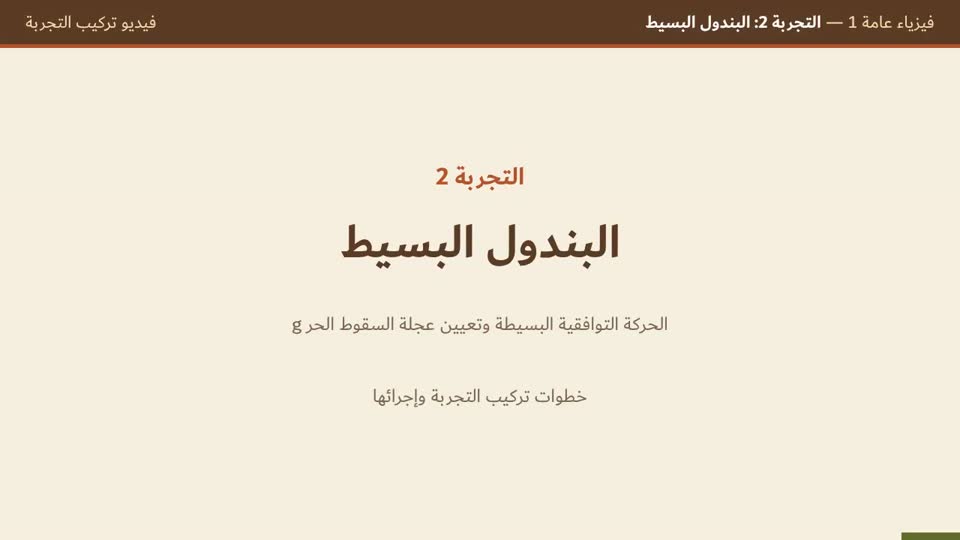 فيزياء عامة 1 — التجربة 2: البندول البسيط
فيديو تركيب التجربة
التجربة 2
البندول البسيط
الحركة التوافقية البسيطة وتعيين عجلة السقوط الحر g
خطوات تركيب التجربة وإجرائها